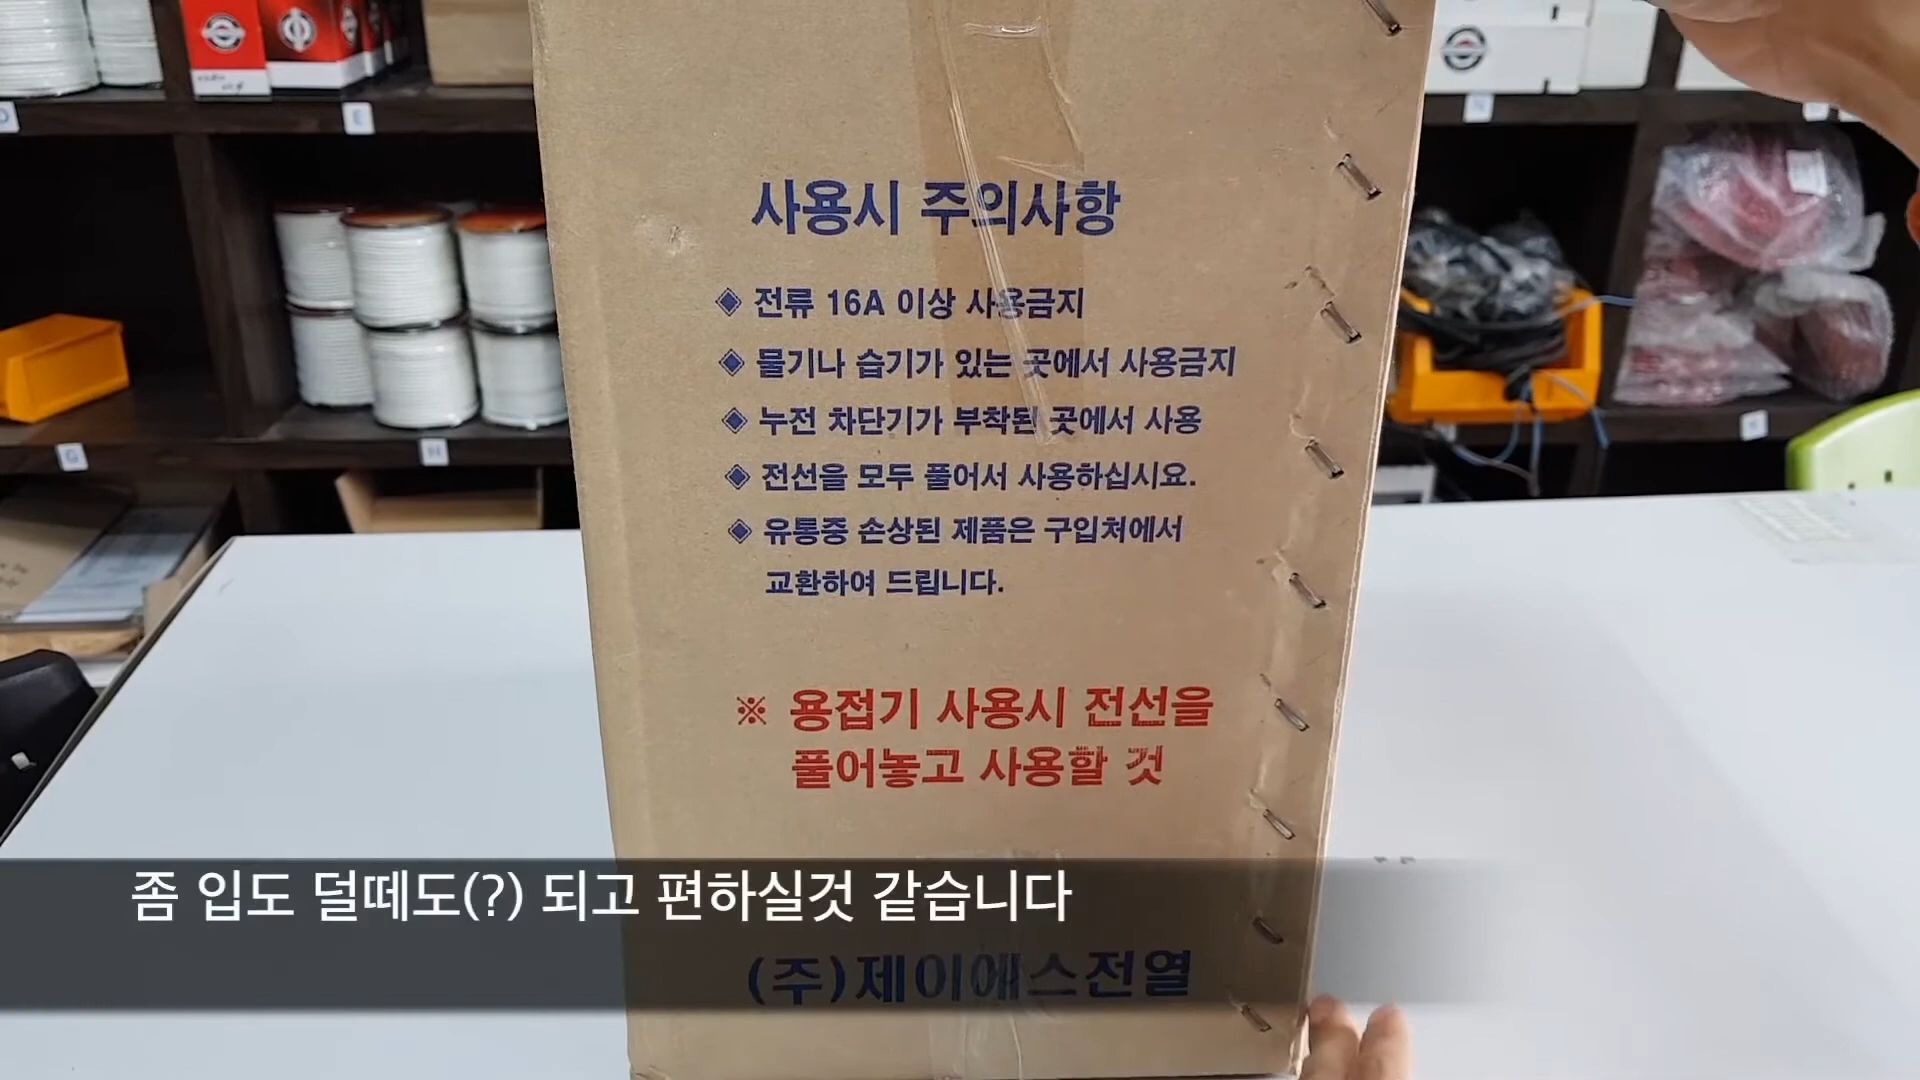 E
N
G
H
사용시 주의사항
◈ 전류 16A 이상 사용금지
◈ 물기나 습기가 있는 곳에서 사용금지
◈ 누전 차단기가 부착된 곳에서 사용
◈ 전선을 모두 풀어서 사용하십시요.
◈ 유통중 손상된 제품은 구입처에서
교환하여 드립니다.
※ 용접기 사용시 전선을
풀어놓고 사용할 것
좀 입도 덜떼도(?) 되고 편하실것 같습니다
(주)제이에스전열